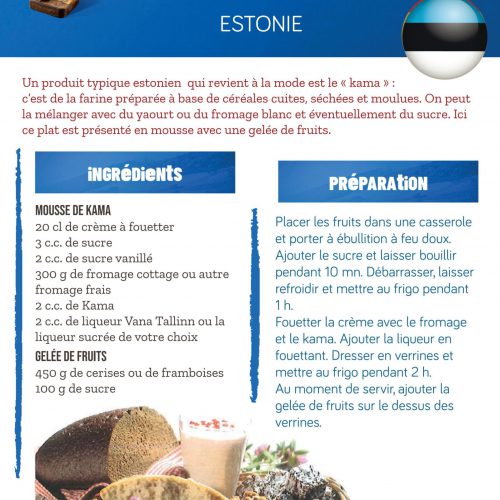 ESTONIE
Un produit typique estonien qui revient à la mode est le « kama » :
c'est de la farine préparée à base de céréales cuites, séchées et moulues. On peut
la mélanger avec du yaourt ou du fromage blanc et éventuellement du sucre. Ici
ce plat est présenté en mousse avec une gelée de fruits.
INGRÉDIENTS
MOUSSE DE KAMA
20 cl de crème à fouetter
3 c.c. de sucre
2 c.c. de sucre vanillé
300 g de fromage cottage ou autre
fromage frais
2 c.c. de Kama
2 c.c. de liqueur Vana Tallinn ou la
liqueur sucrée de votre choix
GELÉE DE FRUITS
450 g de cerises ou de framboises
100 g de sucre
PRÉPARATION
Placer les fruits dans une casserole
et porter à ébullition à feu doux.
Ajouter le sucre et laisser bouillir
pendant 10 mn. Débarrasser, laisser
refroidir et mettre au frigo pendant
1 h.
Fouetter la crème avec le fromage
et le kama. Ajouter la liqueur en
fouettant. Dresser en verrines et
mettre au frigo pendant 2 h.
Au moment de servir, ajouter la
gelée de fruits sur le dessus des
verrines.